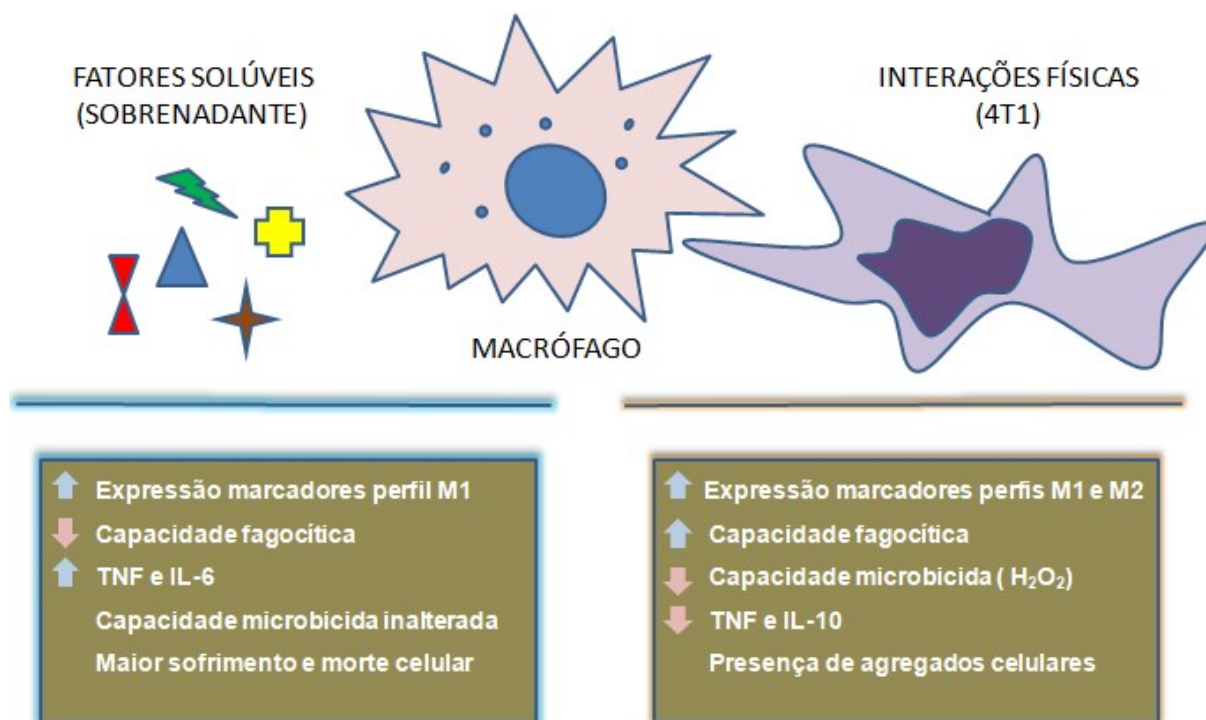 FATORES SOLÚVEIS
(SOBRENADANTE)
INTERAÇÕES FÍSICAS
(4T1)
MACRÓFAGO
Expressão marcadores perfil M1
Capacidade fagocítica
TNF e IL-6
Capacidade microbicida inalterada
Maior sofrimento e morte celular
Expressão marcadores perfis M1 e M2
Capacidade fagocítica
Capacidade microbicida ( H₂O₂)
TNF e IL-10
Presença de agregados celulares